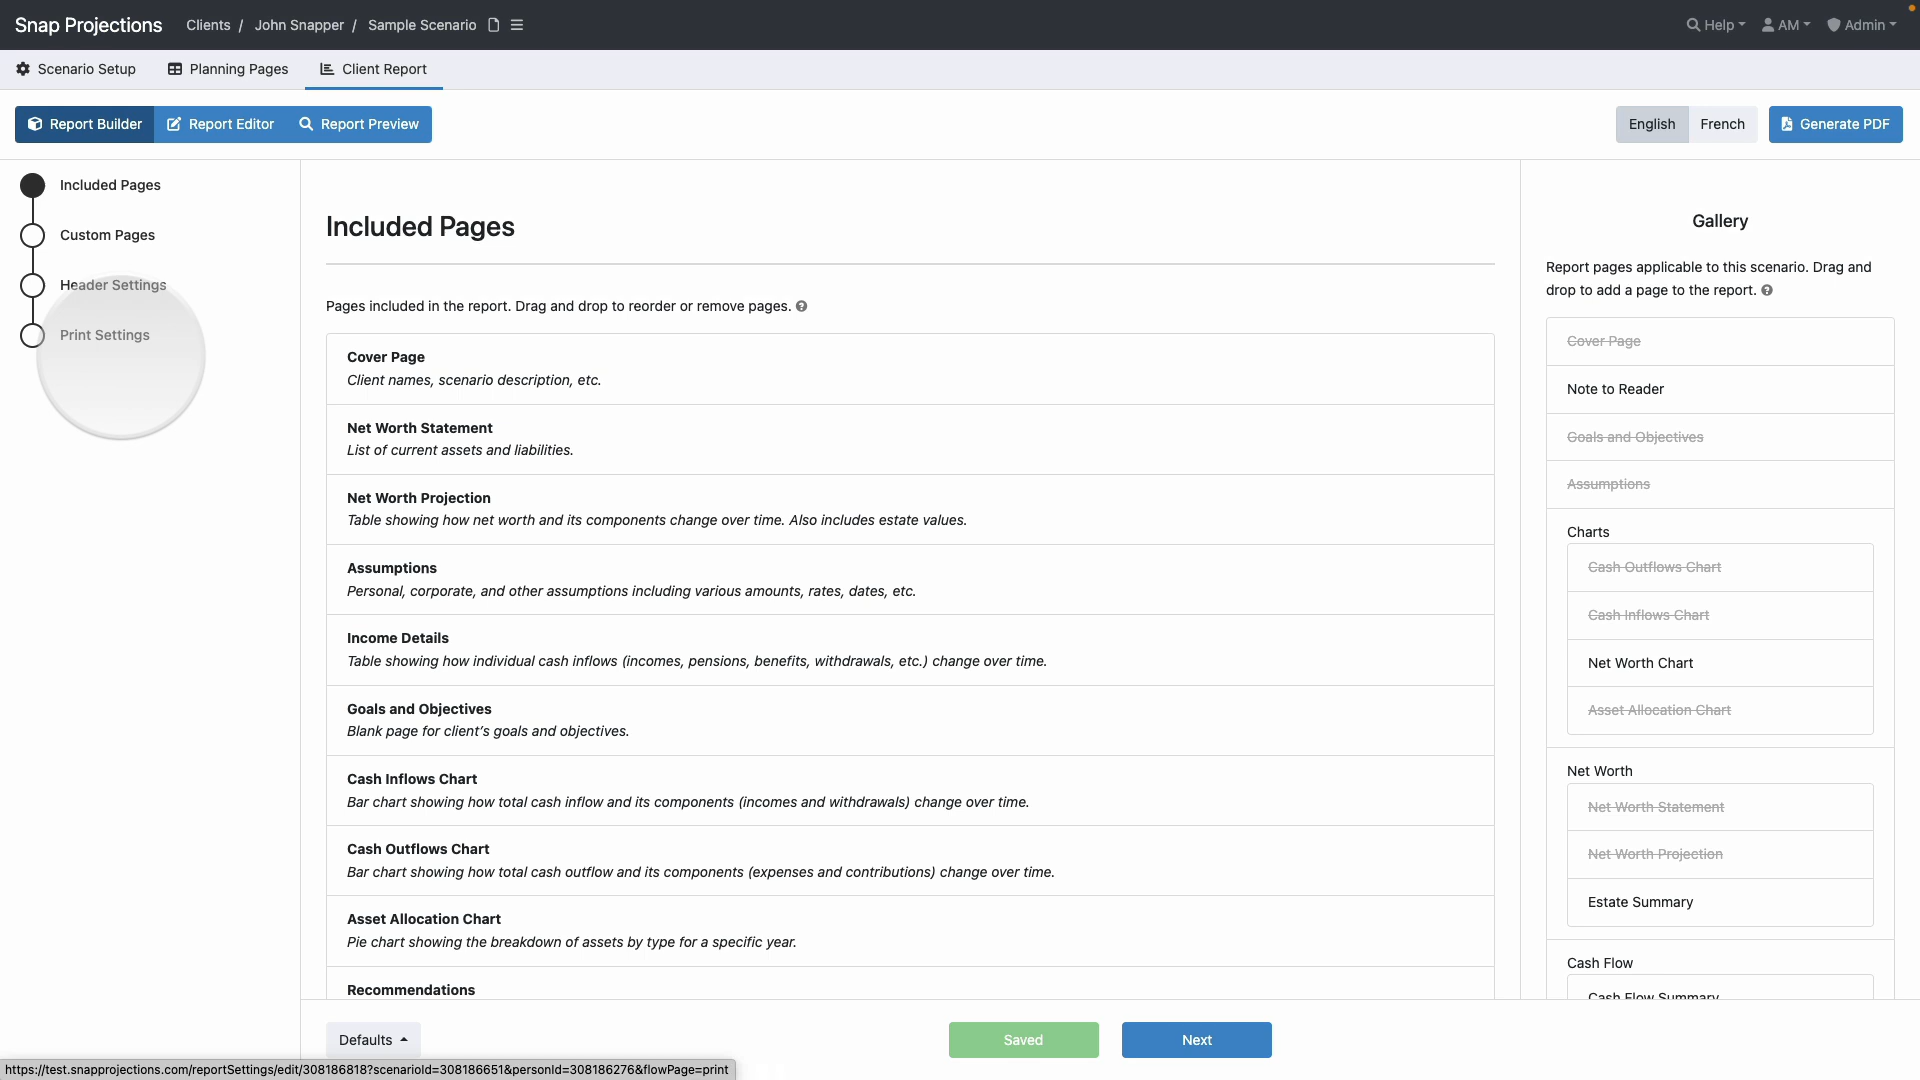 Snap Projections
Clients / John Snapper / Sample Scenario
Help
AM
Admin
Scenario Setup
Planning Pages
Client Report
Report Builder
Report Editor
Report Preview
English
French
Generate PDF
Included Pages
Custom Pages
Header Settings
Print Settings
Included Pages
Pages included in the report. Drag and drop to reorder or remove pages.
Cover Page
Client names, scenario description, etc.
Net Worth Statement
List of current assets and liabilities.
Net Worth Projection
Table showing how net worth and its components change over time. Also includes estate values.
Assumptions
Personal, corporate, and other assumptions including various amounts, rates, dates, etc.
Income Details
Table showing how individual cash inflows (incomes, pensions, benefits, withdrawals, etc.) change over time.
Goals and Objectives
Blank page for client's goals and objectives.
Cash Inflows Chart
Bar chart showing how total cash inflow and its components (incomes and withdrawals) change over time.
Cash Outflows Chart
Bar chart showing how total cash outflow and its components (expenses and contributions) change over time.
Asset Allocation Chart
Pie chart showing the breakdown of assets by type for a specific year.
Recommendations
Gallery
Report pages applicable to this scenario. Drag and
drop to add a page to the report.
Cover Page
Note to Reader
Goals and Objectives
Assumptions
Charts
Cash Outflows Chart
Cash Inflows Chart
Net Worth Chart
Asset Allocation Chart
Net Worth
Net Worth Statement
Net Worth Projection
Estate Summary
Cash Flow
Cash Flow Summary
Defaults
Saved
Next
https://test.snapprojections.com/reportSettings/edit/308186818?scenarioId=308186651&personId=308186276&flowPage=print